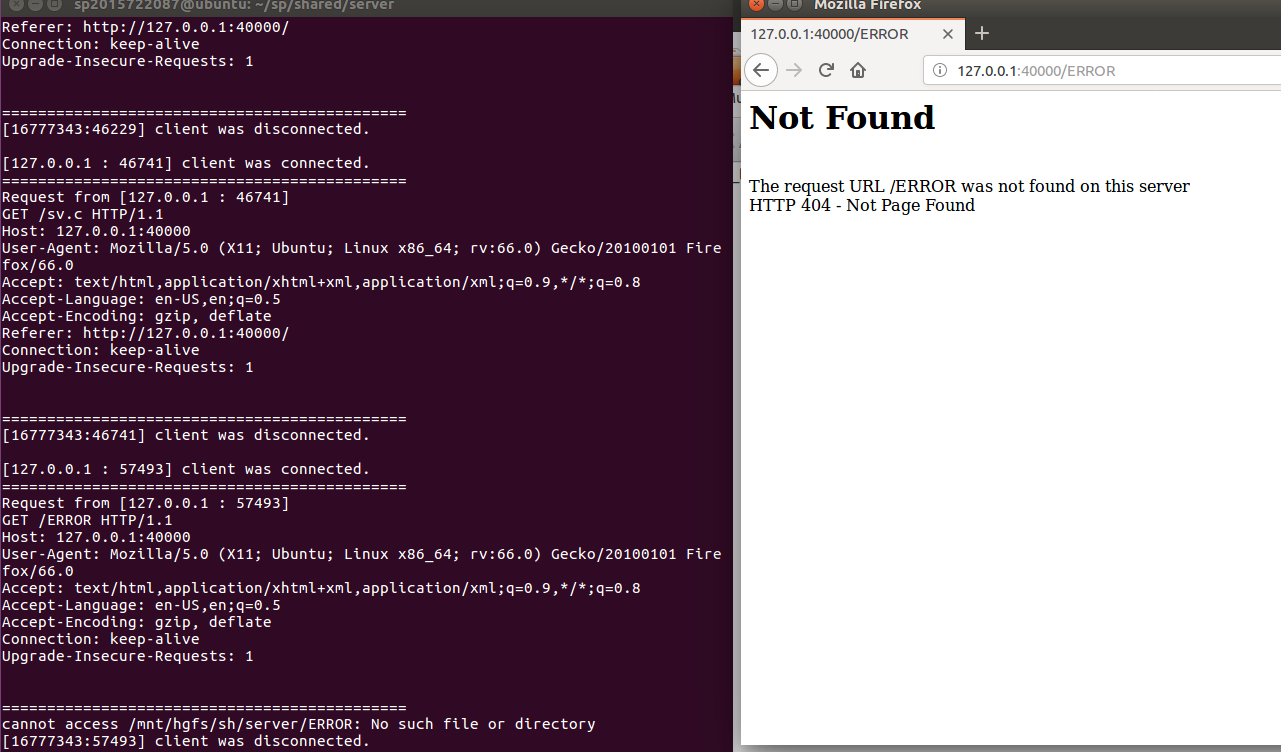 sp2015722087@ubuntu: ~/sp/shared/server
Referer: http://127.0.0.1:40000/
Connection: keep-alive
Upgrade-Insecure-Requests: 1
=============================================
[16777343:46229] client was disconnected.
[127.0.0.1 : 46741] client was connected.
=============================================
Request from [127.0.0.1 : 46741]
GET /sv.c HTTP/1.1
Host: 127.0.0.1:40000
User-Agent: Mozilla/5.0 (X11; Ubuntu; Linux x86_64; rv:66.0) Gecko/20100101 Fire
fox/66.0
Accept: text/html,application/xhtml+xml,application/xml;q=0.9,*/*;q=0.8
Accept-Language: en-US,en;q=0.5
Accept-Encoding: gzip, deflate
Referer: http://127.0.0.1:40000/
Connection: keep-alive
Upgrade-Insecure-Requests: 1
=============================================
[16777343:46741] client was disconnected.
[127.0.0.1 : 57493] client was connected.
=============================================
Request from [127.0.0.1 : 57493]
GET /ERROR HTTP/1.1
Host: 127.0.0.1:40000
User-Agent: Mozilla/5.0 (X11; Ubuntu; Linux x86_64; rv:66.0) Gecko/20100101 Fire
fox/66.0
Accept: text/html,application/xhtml+xml,application/xml;q=0.9,*/*;q=0.8
Accept-Language: en-US,en;q=0.5
Accept-Encoding: gzip, deflate
Connection: keep-alive
Upgrade-Insecure-Requests: 1
=============================================
cannot access /mnt/hgfs/sh/server/ERROR: No such file or directory
[16777343:57493] client was disconnected.
Mozilla Firefox
127.0.0.1:40000/ERROR
127.0.0.1:40000/ERROR
Not Found
The request URL /ERROR was not found on this server
HTTP 404 - Not Page Found